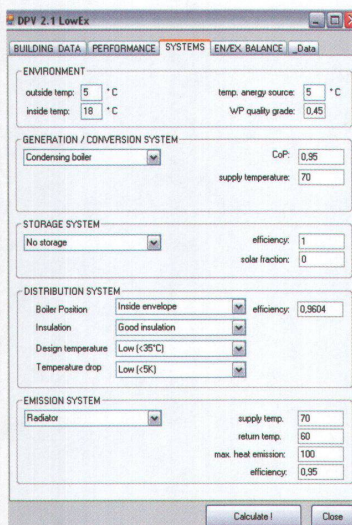 DPV 2.1 LowEx
BUILDING DATA PERFORMANCE SYSTEMS EN/EX. BALANCE _Data
ENVIRONMENT
outside temp: 5 °C temp. anergy source: 5 °C
inside temp: 18 °C WP quality grade: 0,45
GENERATION / CONVERSION SYSTEM
Condensing boiler CoP: 0,95
supply temperature: 70
STORAGE SYSTEM
No storage efficiency: 1
solar fraction: 0
DISTRIBUTION SYSTEM
Boiler Position Inside envelope efficiency: 0,9604
Insulation Good insulation
Design temperature Low (<35°C)
Temperature drop Low (<5K)
EMISSION SYSTEM
Radiator supply temp. 70
return temp. 60
max. heat emission: 100
efficiency: 0,95
Calculate ! Close